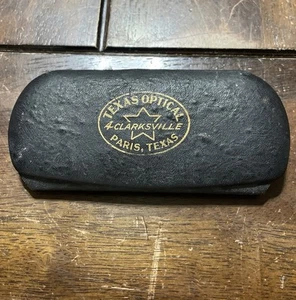 TEXAS OPTICAL
4 CLARKSVILLE
PARIS, TEXAS